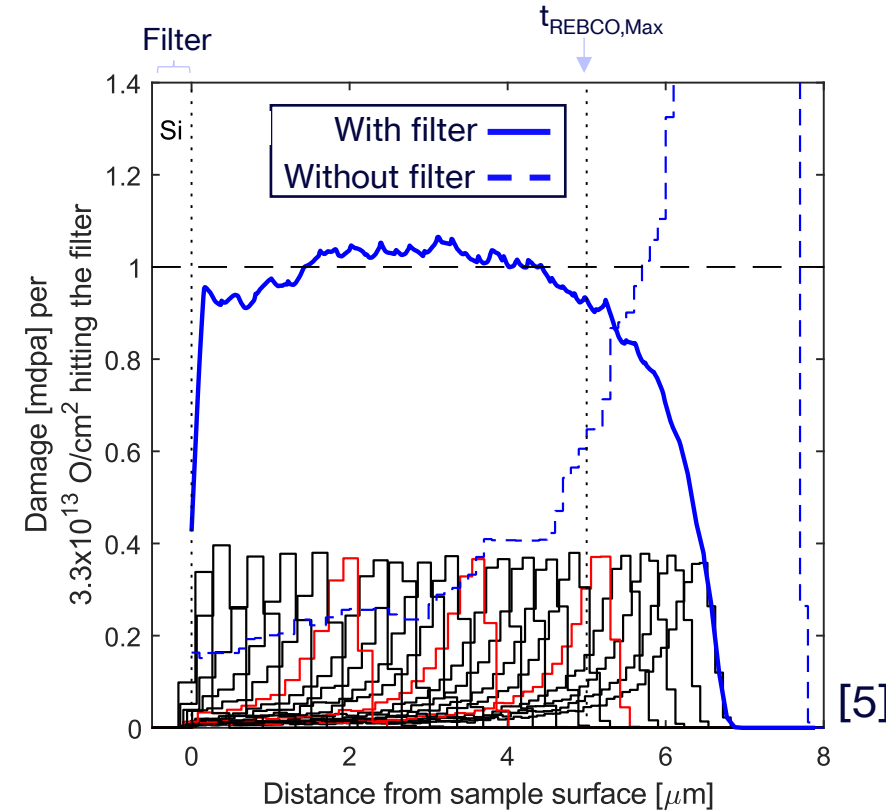 Filter
t_REBCO,Max
Si
With filter
Without filter
1.4
1.2
1
0.8
0.6
0.4
0.2
0
Damage [mdpa] per
3.3x10^13 O/cm^2 hitting the filter
0
2
4
6
8
Distance from sample surface [μm]
[5]